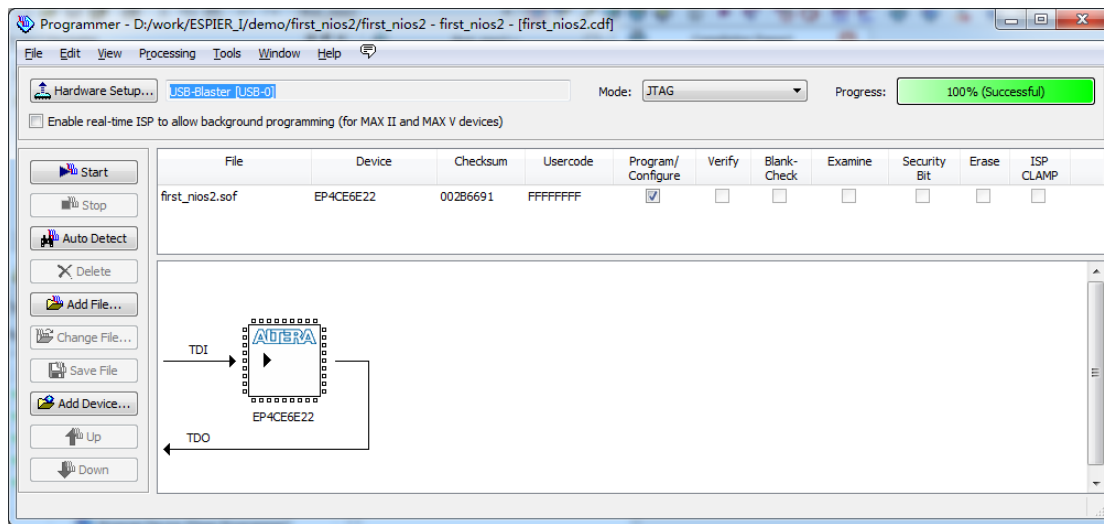 Programmer - D:/work/ESPIER_I/demo/first_nios2/first_nios2 - first_nios2 - [first_nios2.cdf]
File Edit View Processing Tools Window Help
Hardware Setup... USB-Blaster [USB-0] Mode: JTAG Progress: 100% (Successful)
Enable real-time ISP to allow background programming (for MAX II and MAX V devices)
Start
Stop
Auto Detect
Delete
Add File...
Change File...
Save File
Add Device...
Up
Down
File Device Checksum Usercode Program/ Verify Blank- Examine Security Erase ISP
Configure Check Bit CLAMP
first_nios2.sof EP4CE6E22 002B6691 FFFFFFFF
ALTERA
TDI
EP4CE6E22
TDO